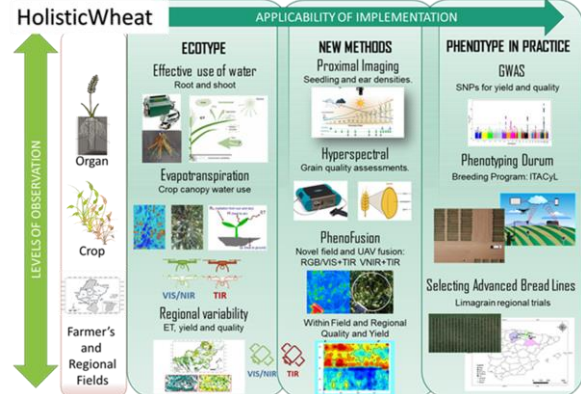 HolisticWheat
APPLICABILITY OF IMPLEMENTATION
LEVELS OF OBSERVATION
Organ
Crop
Farmer's
and
Regional
Fields
ECOTYPE
Effective use of water
Root and shoot
Evapotranspiration
Crop canopy water use
VIS/NIR
TIR
Regional variability
ET, yield and quality
VIS/NIR
TIR
NEW METHODS
Proximal Imaging
Seedling and ear densities.
Hyperspectral
Grain quality assessments.
PhenoFusion
Novel field and UAV fusion:
RGB/VIS+TIR VNIR+TIR
Within Field and Regional
Quality and Yield
PHENOTYPE IN PRACTICE
GWAS
SNPs for yield and quality
Phenotyping Durum
Breeding Program: ITACyL
Selecting Advanced Bread Lines
Limagrain regional trials